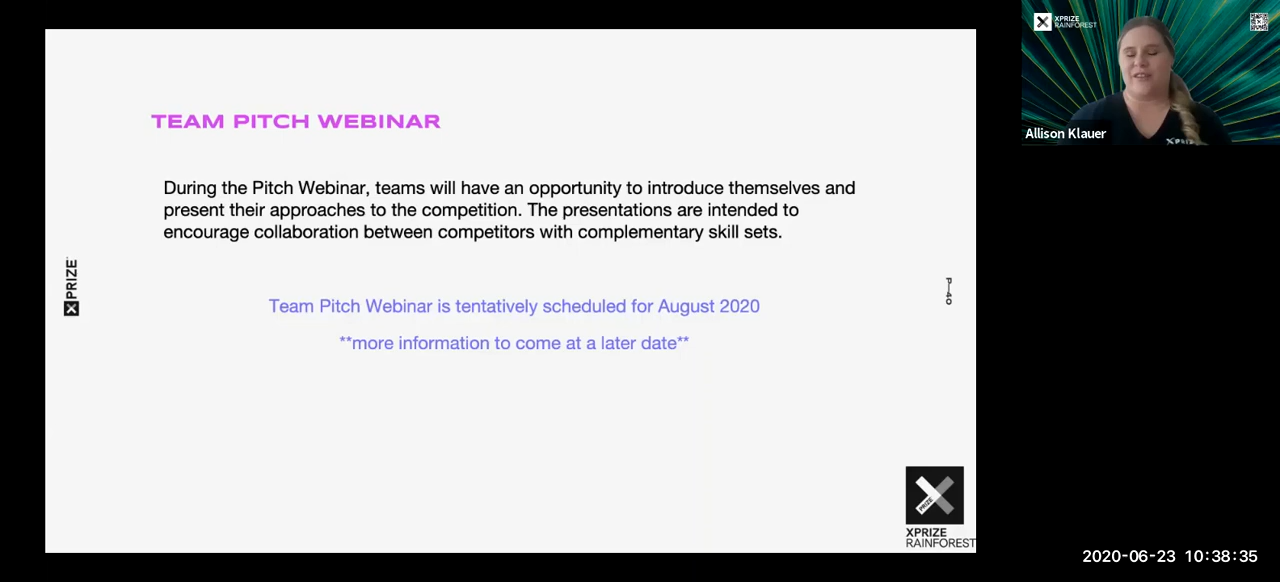 TEAM PITCH WEBINAR
During the Pitch Webinar, teams will have an opportunity to introduce themselves and
present their approaches to the competition. The presentations are intended to
encourage collaboration between competitors with complementary skill sets.
Team Pitch Webinar is tentatively scheduled for August 2020
**more information to come at a later date**
XPRIZE
P—40
PRIZE
XPRIZE
RAINFOREST
XPRIZE
RAINFOREST
XPRIZE
Allison Klauer
2020-06-23 10:38:35